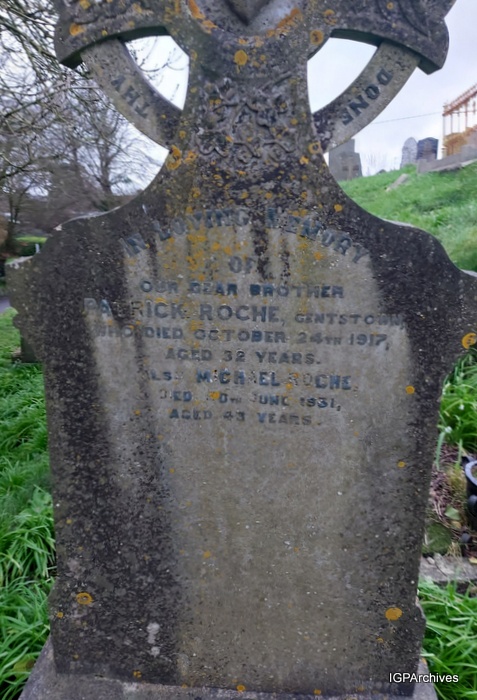 THY
DONE
IN LOVING MEMORY
OF
OUR DEAR BROTHER
PATRICK ROCHE, GENTSTOWN,
WHO DIED OCTOBER 24TH 1917,
AGED 32 YEARS.
ALSO MICHAEL ROCHE,
DIED JUNE 1931,
AGED 43 YEARS.
IGPArchives